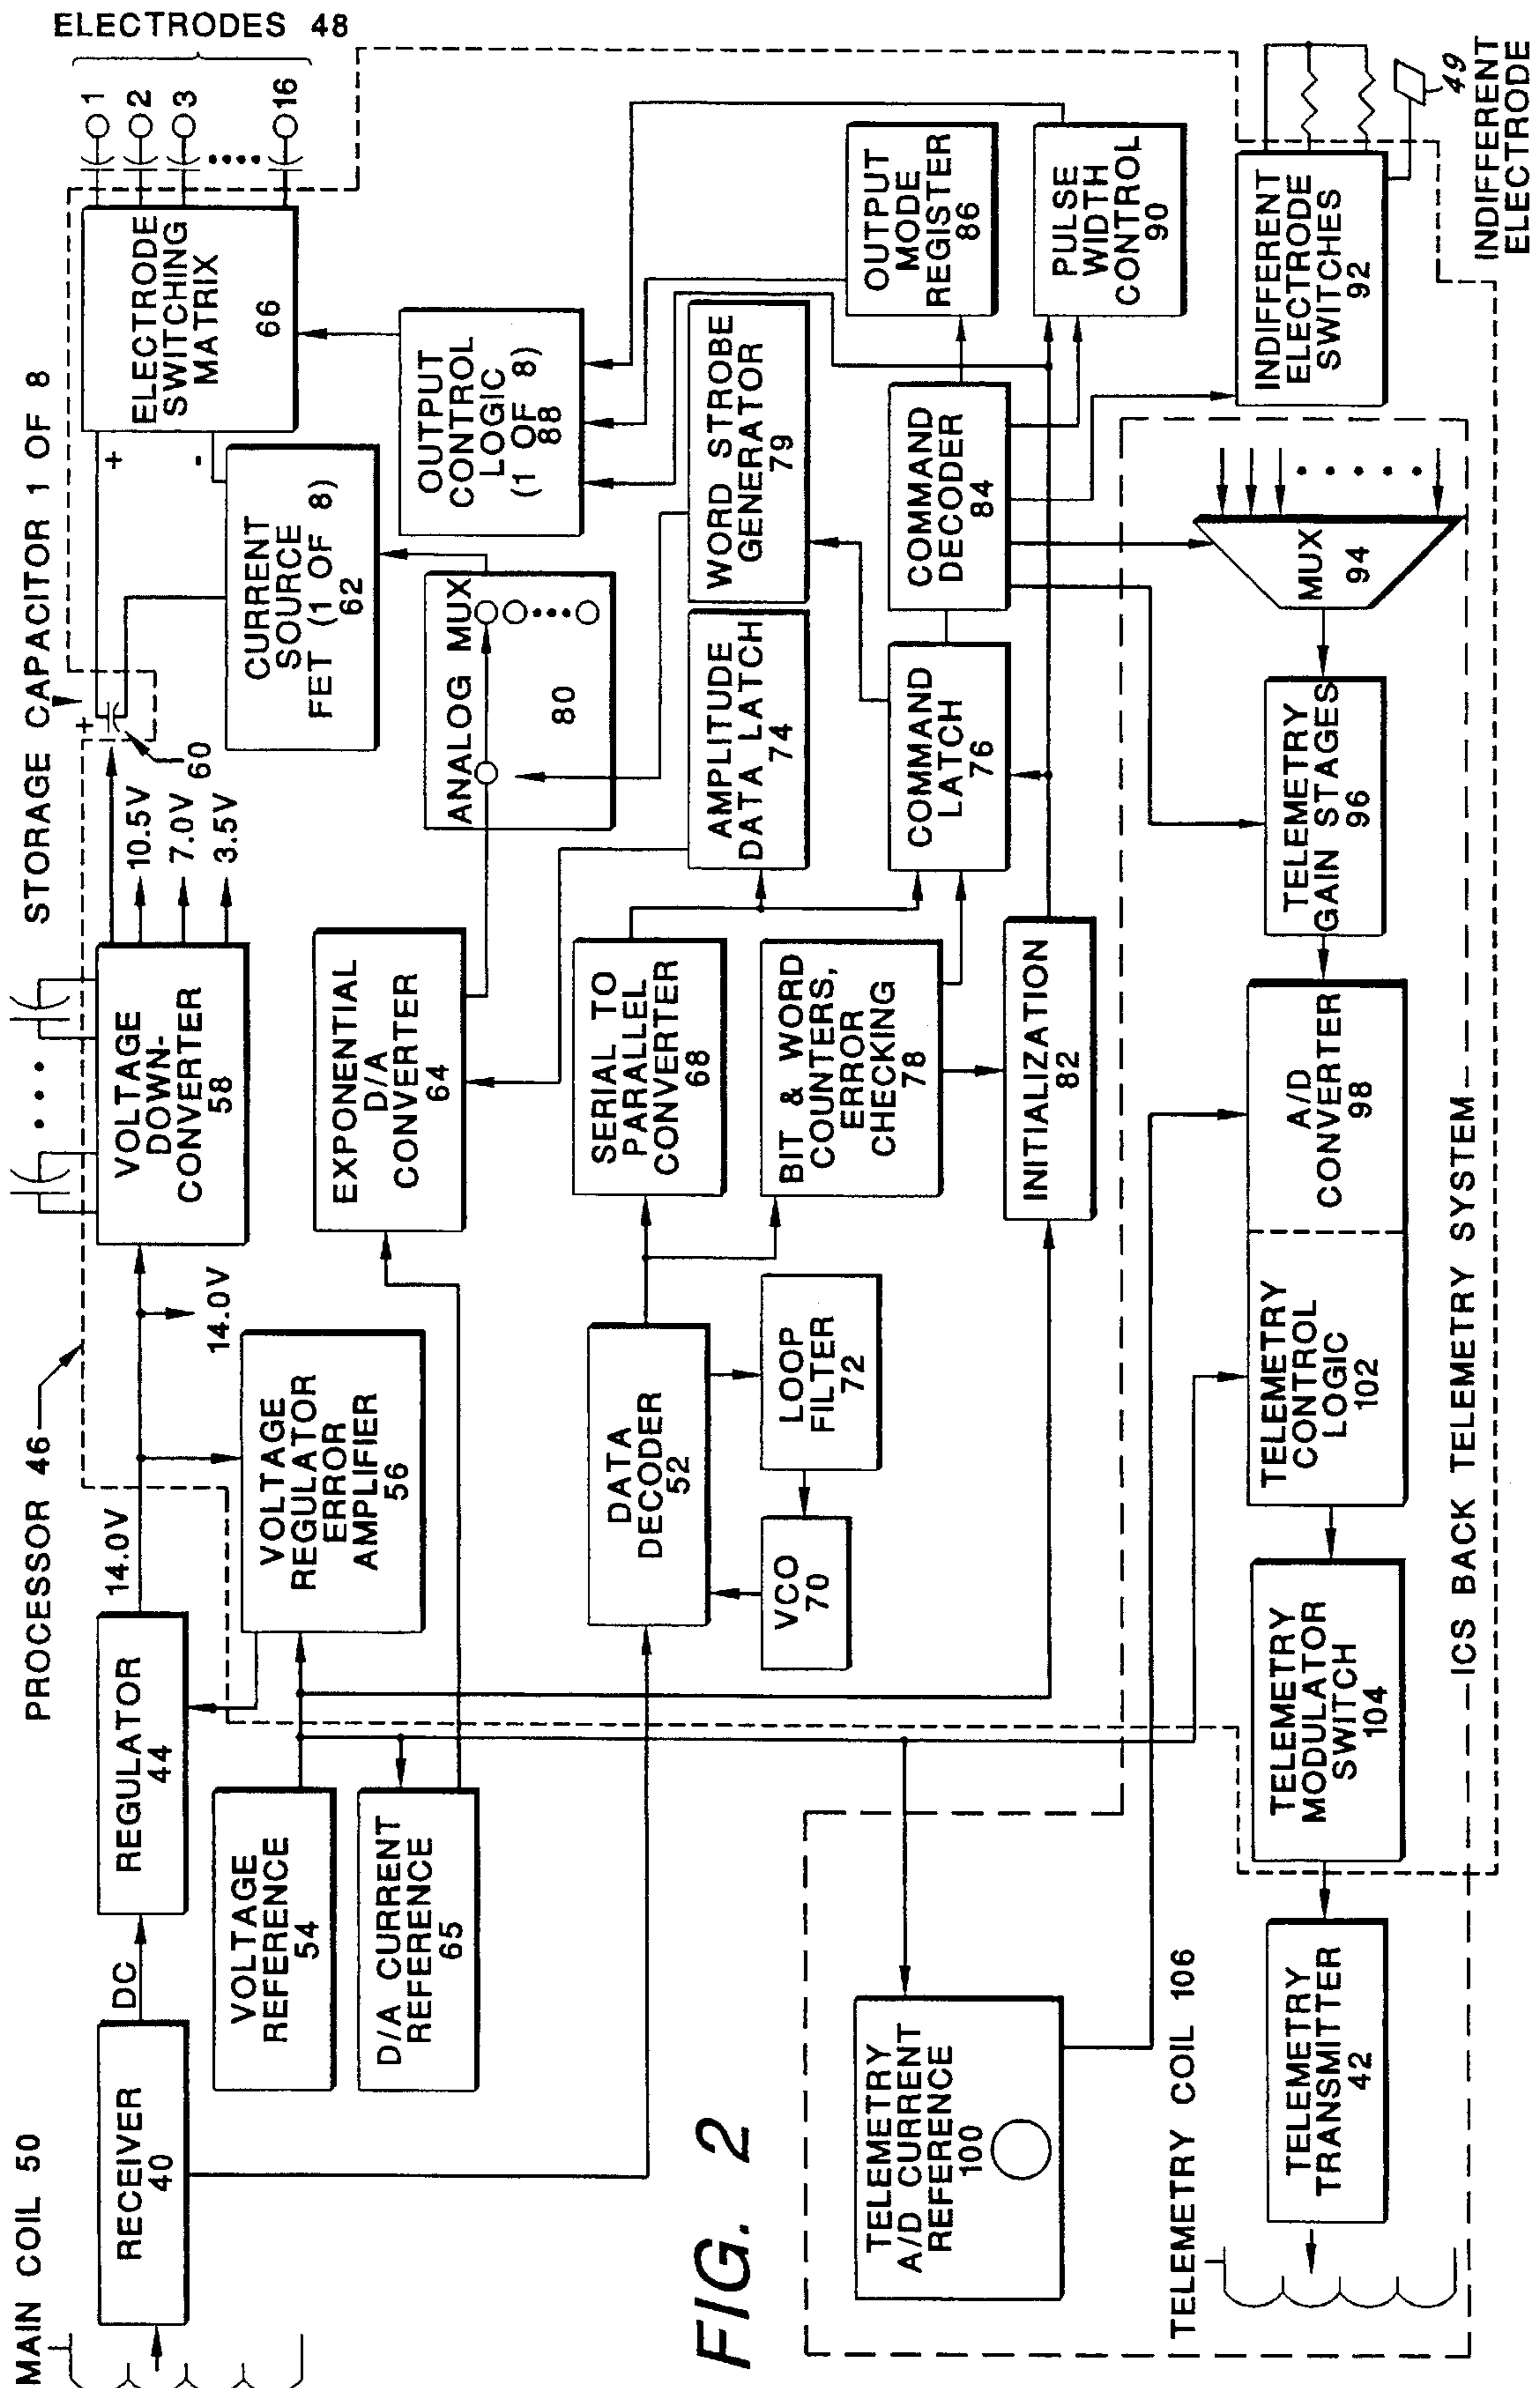 MAIN COIL 50
RECEIVER
40
DC
REGULATOR
44
14.0V
PROCESSOR 46
14.0V
VOLTAGE
DOWN-
CONVERTER
58
10.5V
7.0V
3.5V
STORAGE CAPACITOR 1 OF 8
+
60
+
-
ELECTRODE
SWITCHING
MATRIX
66
ELECTRODES 48
1
2
3
16
VOLTAGE
REFERENCE
54
VOLTAGE
REGULATOR
ERROR
AMPLIFIER
56
CURRENT
SOURCE
FET (1 OF 8)
62
D/A CURRENT
REFERENCE
65
EXPONENTIAL
D/A
CONVERTER
64
ANALOG MUX
80
OUTPUT
CONTROL
LOGIC
(1 OF 8)
88
DATA
DECODER
52
SERIAL TO
PARALLEL
CONVERTER
68
AMPLITUDE
DATA LATCH
74
WORD STROBE
GENERATOR
79
OUTPUT
MODE
REGISTER
86
VCO
70
LOOP
FILTER
72
BIT & WORD
COUNTERS,
ERROR
CHECKING
78
COMMAND
LATCH
76
COMMAND
DECODER
84
PULSE
WIDTH
CONTROL
90
INITIALIZATION
82
FIG. 2
TELEMETRY
A/D CURRENT
REFERENCE
100
TELEMETRY COIL 106
TELEMETRY
TRANSMITTER
42
TELEMETRY
MODULATOR
SWITCH
104
TELEMETRY
CONTROL
LOGIC
102
A/D
CONVERTER
98
TELEMETRY
GAIN STAGES
96
MUX
94
INDIFFERENT
ELECTRODE
SWITCHES
92
49
INDIFFERENT
ELECTRODE
ICS BACK TELEMETRY SYSTEM